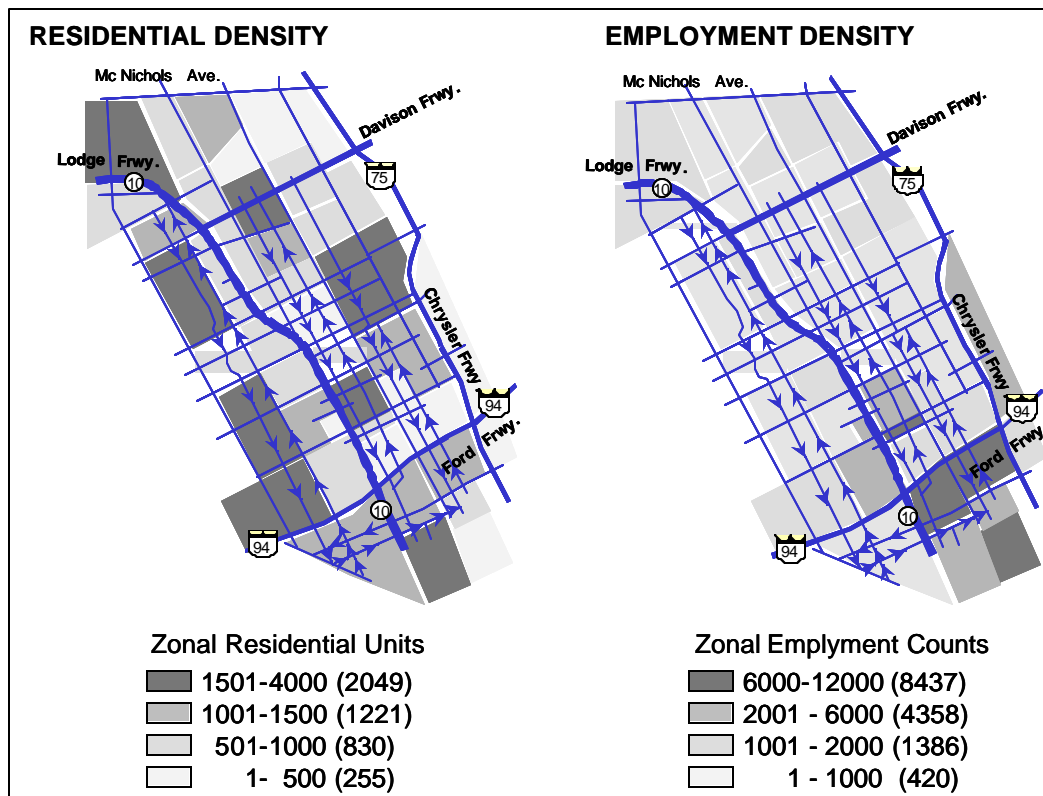 RESIDENTIAL DENSITY
Mc Nichols Ave.
Davison Frwy.
Lodge Frwy.
10
75
Chrysler Frwy
94
Ford Frwy.
10
94
Zonal Residential Units
1501-4000 (2049)
1001-1500 (1221)
501-1000 (830)
1- 500 (255)
EMPLOYMENT DENSITY
Mc Nichols Ave.
Davison Frwy.
Lodge Frwy.
10
75
Chrysler Frwy
94
Ford Frwy
10
94
Zonal Emplyment Counts
6000-12000 (8437)
2001 - 6000 (4358)
1001 - 2000 (1386)
1 - 1000 (420)